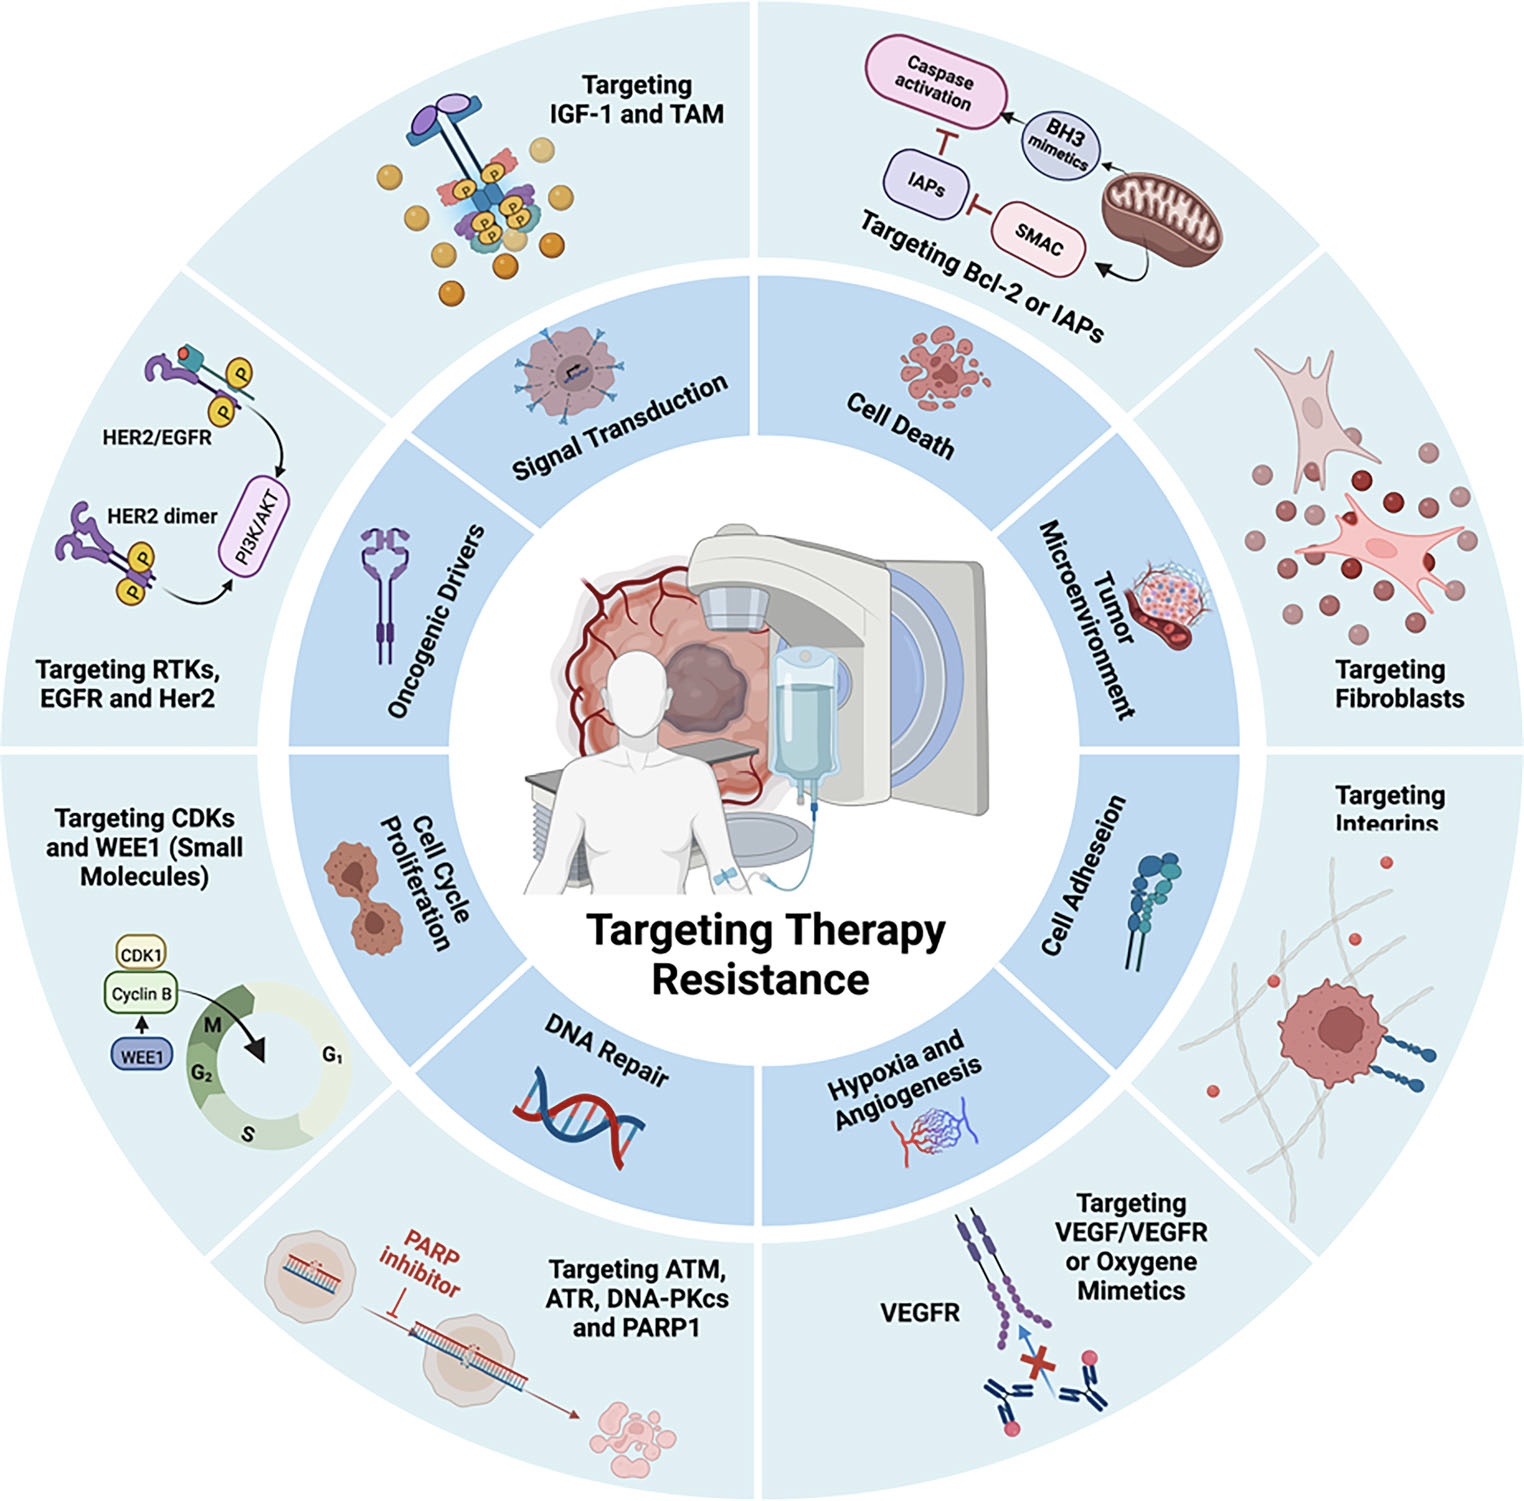 Targeting
IGF-1 and TAM
P
P
P
P
P
P
Caspase
activation
BH3
mimetics
IAPs
SMAC
Targeting Bcl-2 or IAPs
Signal Transduction
Cell Death
P
P
HER2/EGFR
HER2 dimer
P
P
PI3K/AKT
Targeting RTKs,
EGFR and Her2
Oncogenic Drivers
Tumor
Microenvironment
Targeting
Fibroblasts
Targeting CDKs
and WEE1 (Small
Molecules)
CDK1
Cyclin B
WEE1
M
G₁
G₂
S
Cell Cycle
Proliferation
Targeting Therapy
Resistance
Cell Adheseion
Targeting
Integrins
DNA Repair
Hypoxia and
Angiogenesis
PARP
inhibitor
Targeting ATM,
ATR, DNA-PKcs
and PARP1
VEGFR
Targeting
VEGF/VEGFR
or Oxygene
Mimetics